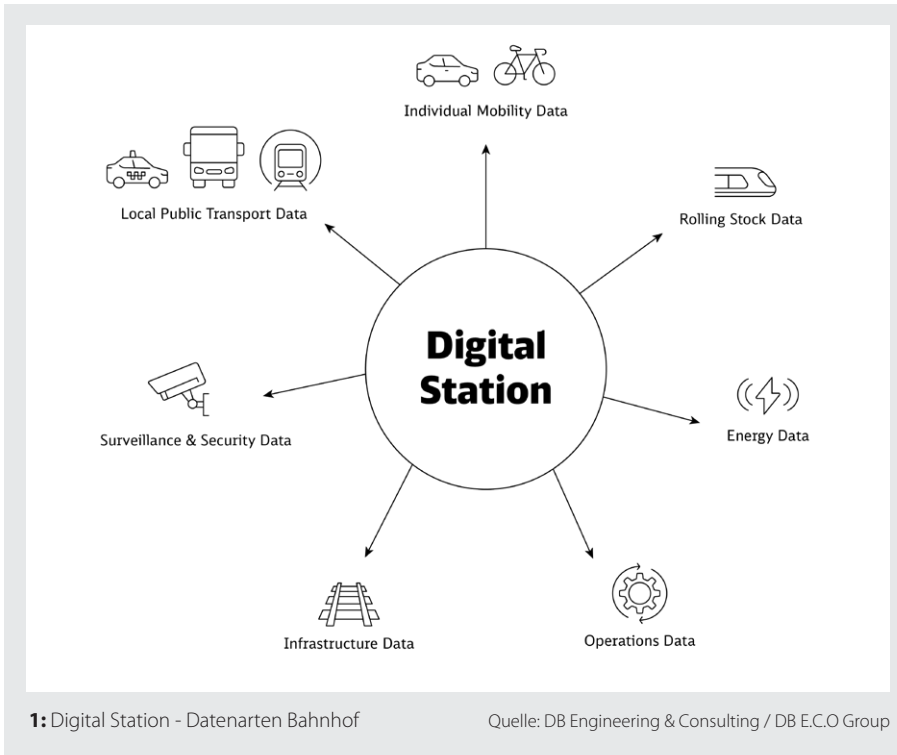 Individual Mobility Data
Local Public Transport Data
Rolling Stock Data
Digital
Station
Surveillance & Security Data
Energy Data
Infrastructure Data
Operations Data
1: Digital Station - Datenarten Bahnhof
Quelle: DB Engineering & Consulting / DB E.C.O Group